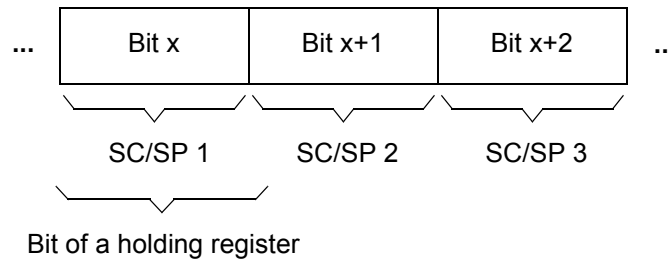 ... Bit x Bit x+1 Bit x+2 ..
SC/SP 1 SC/SP 2 SC/SP 3
Bit of a holding register